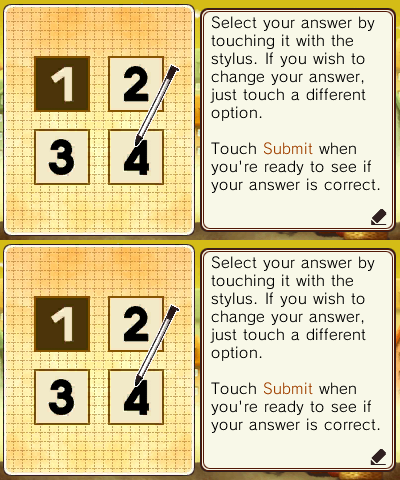 1 2
3 4
Select your answer by
touching it with the
stylus. If you wish to
change your answer,
just touch a different
option.
Touch Submit when
you're ready to see if
your answer is correct.
1 2
3 4
Select your answer by
touching it with the
stylus. If you wish to
change your answer,
just touch a different
option.
Touch Submit when
you're ready to see if
your answer is correct.